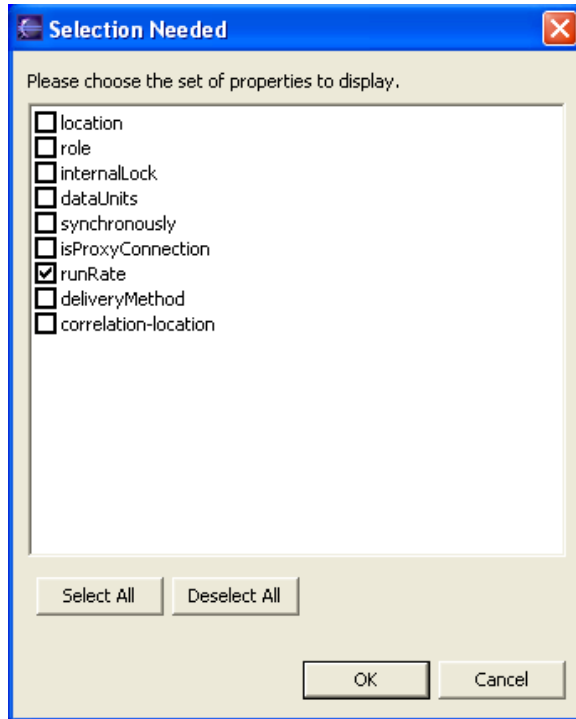 Selection Needed
Please choose the set of properties to display.
location
role
internalLock
dataUnits
synchronously
isProxyConnection
runRate
deliveryMethod
correlation-location
Select All Deselect All
OK Cancel